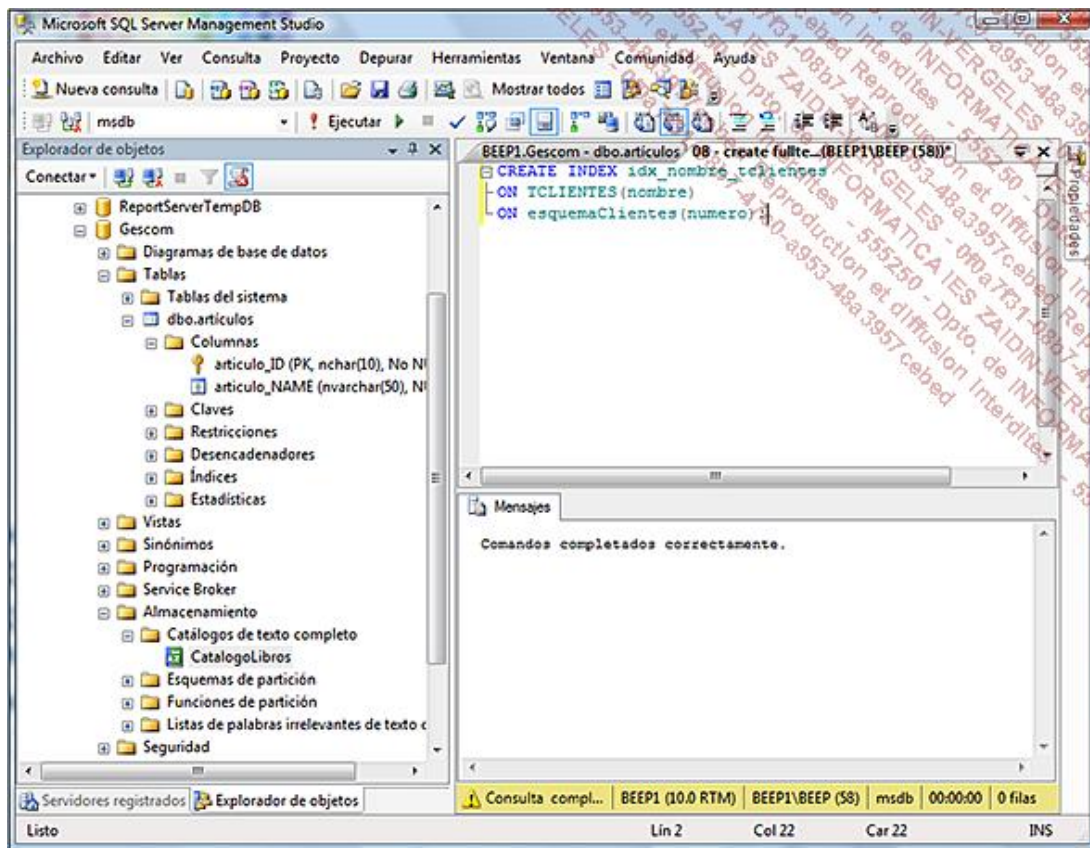 Microsoft SQL Server Management Studio
Archivo Editar Ver Consulta Proyecto Depurar Herramientas Ventana Comunidad Ayuda
Nueva consulta Mostrar todos
msdb Ejecutar
Explorador de objetos
Conectar
ReportServerTempDB
Gescom
Diagramas de base de datos
Tablas
Tablas del sistema
dbo.artículos
Columnas
articulo_ID (PK, nchar(10), No N
articulo_NAME (nvarchar(50), N
Claves
Restricciones
Desencadenadores
Índices
Estadísticas
Vistas
Sinónimos
Programación
Service Broker
Almacenamiento
Catálogos de texto completo
CatalogoLibros
Esquemas de partición
Funciones de partición
Listas de palabras irrelevantes de texto c
Seguridad
Servidores registrados Explorador de objetos
BEEP1.Gescom - dbo.artículos 08 - create fullte...(BEEP1\BEEP (58))*
CREATE INDEX idx_nombre_tclientes
ON TCLIENTES(nombre)
ON esquemaClientes(numero);
Propiedades
Mensajes
Comandos completados correctamente.
Consulta compl... BEEP1 (10.0 RTM) BEEP1\BEEP (58) msdb 00:00:00 0 filas
Listo Lín 2 Col 22 Car 22 INS